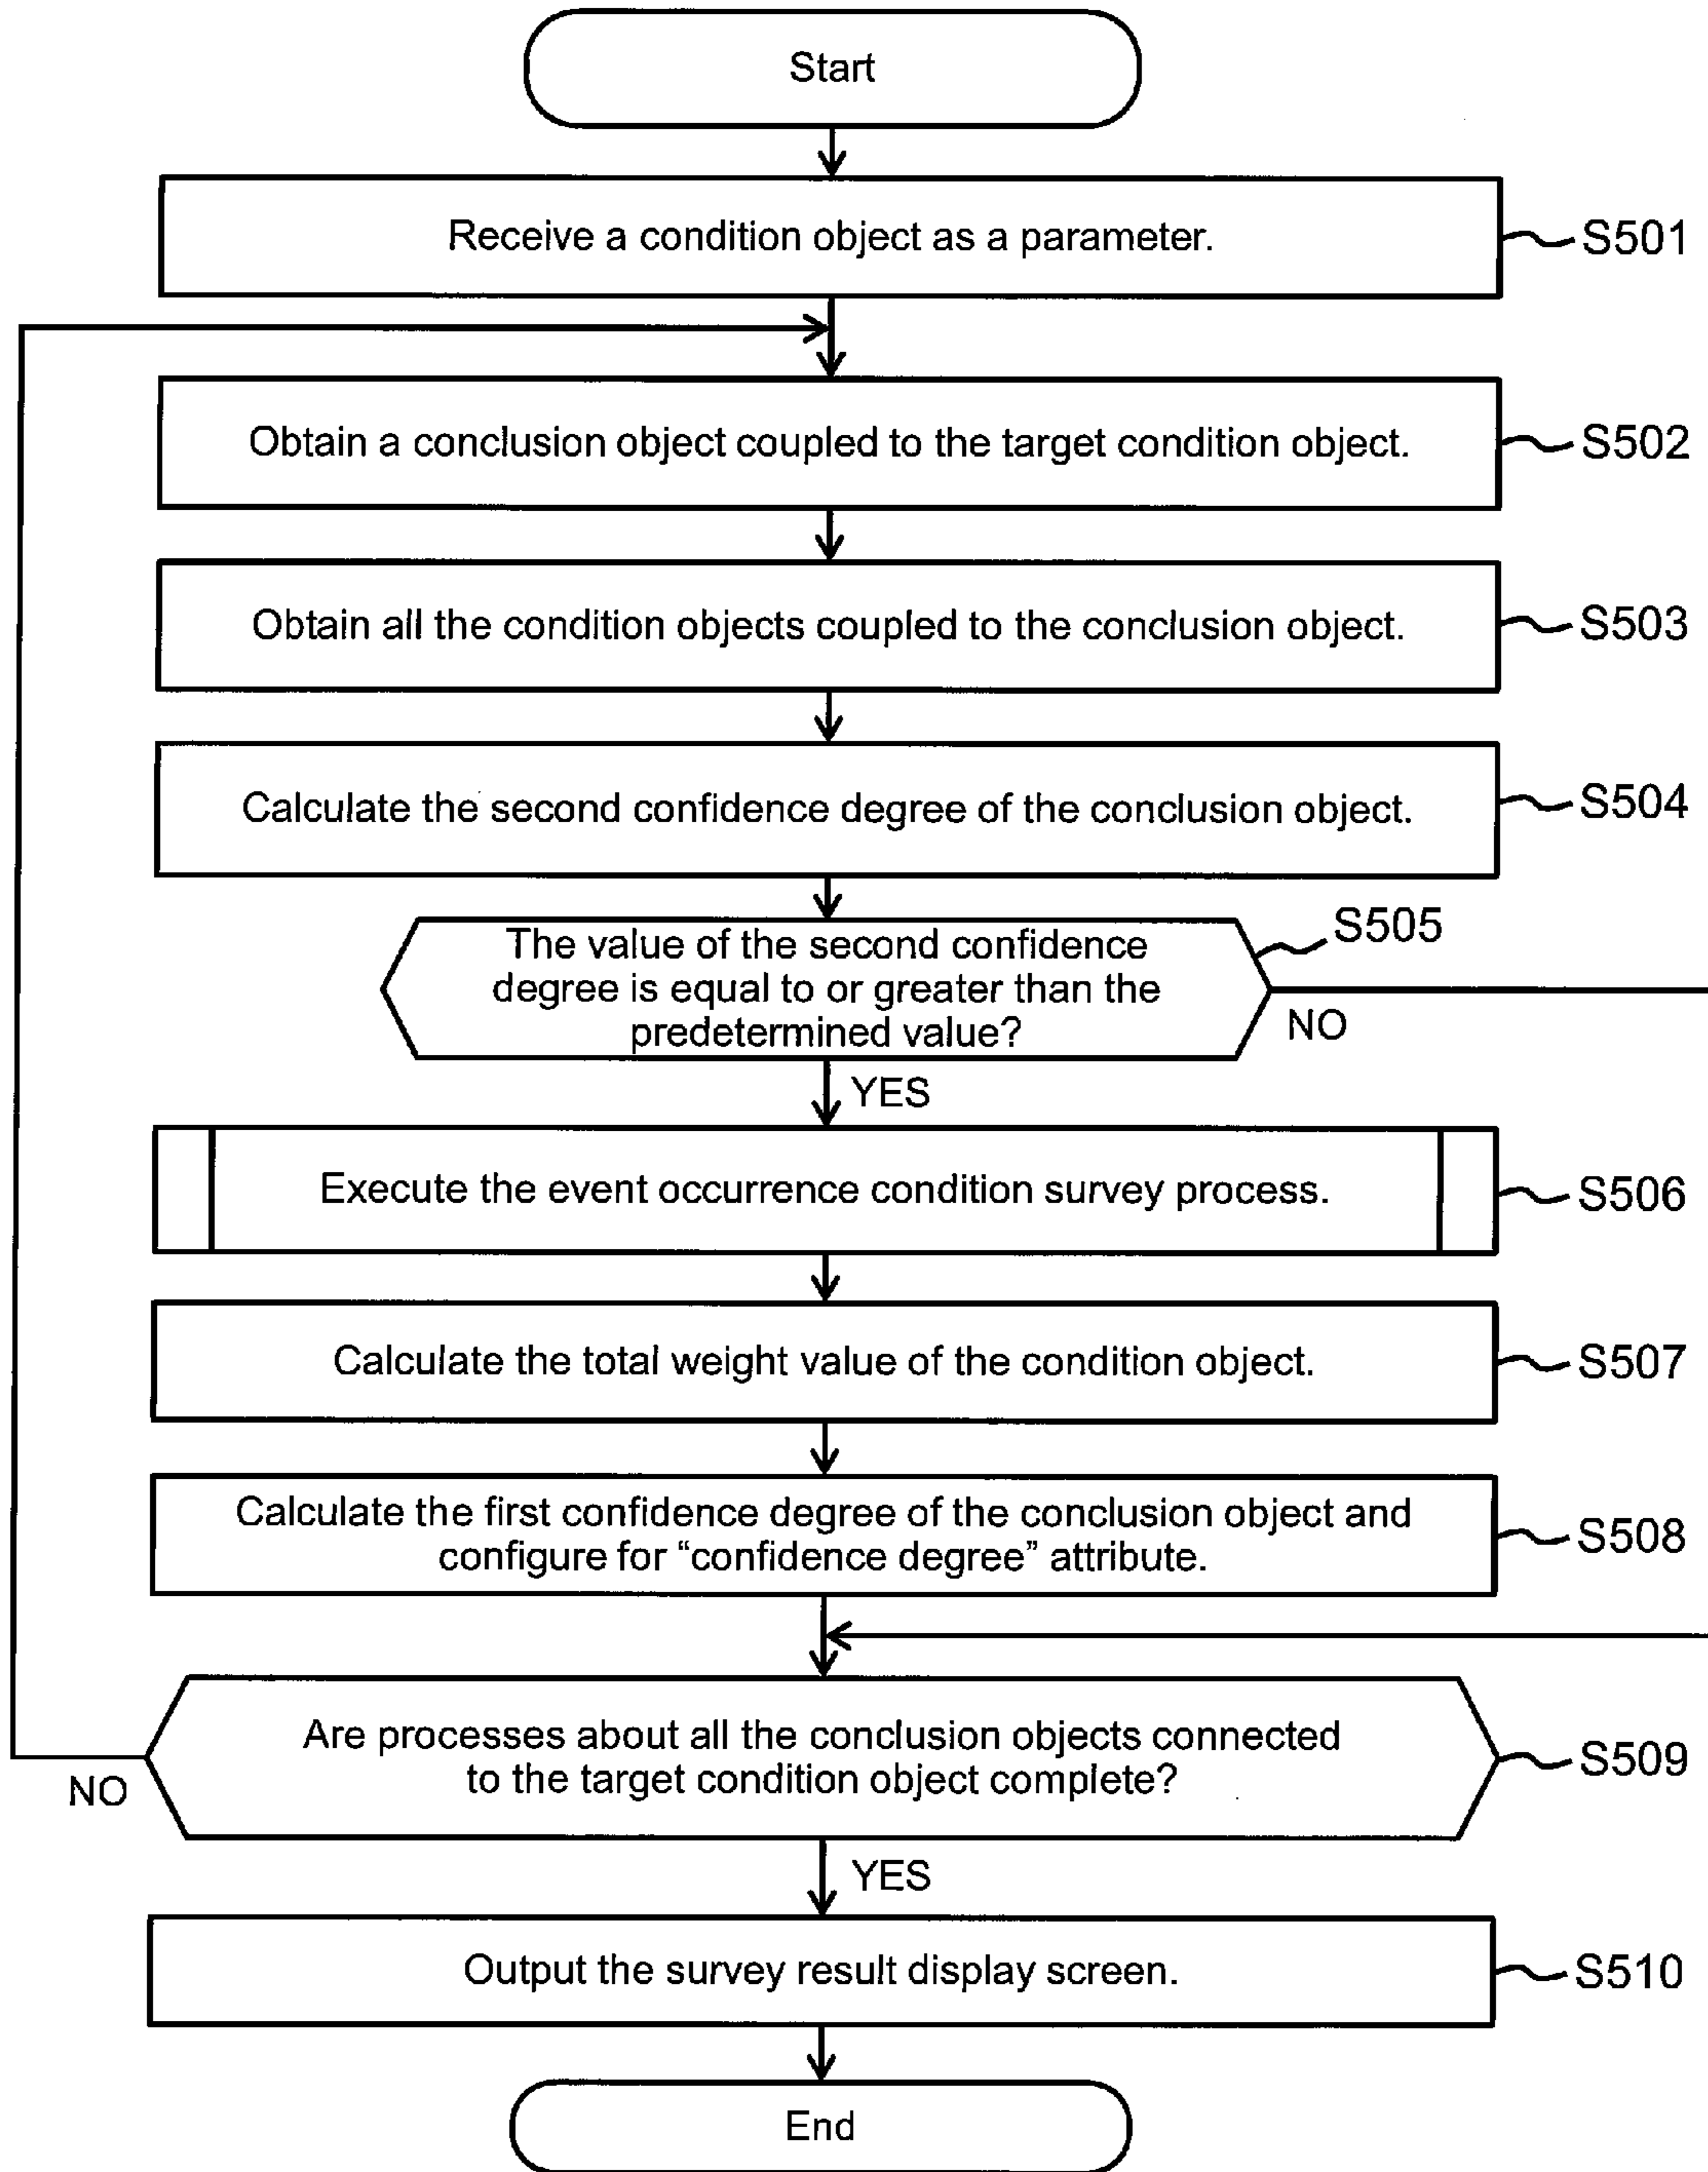 Start
Receive a condition object as a parameter.
S501
Obtain a conclusion object coupled to the target condition object.
S502
Obtain all the condition objects coupled to the conclusion object.
S503
Calculate the second confidence degree of the conclusion object.
S504
The value of the second confidence
degree is equal to or greater than the
predetermined value?
S505
NO
YES
Execute the event occurrence condition survey process.
S506
Calculate the total weight value of the condition object.
S507
Calculate the first confidence degree of the conclusion object and
configure for “confidence degree” attribute.
S508
Are processes about all the conclusion objects connected
to the target condition object complete?
S509
NO
YES
Output the survey result display screen.
S510
End